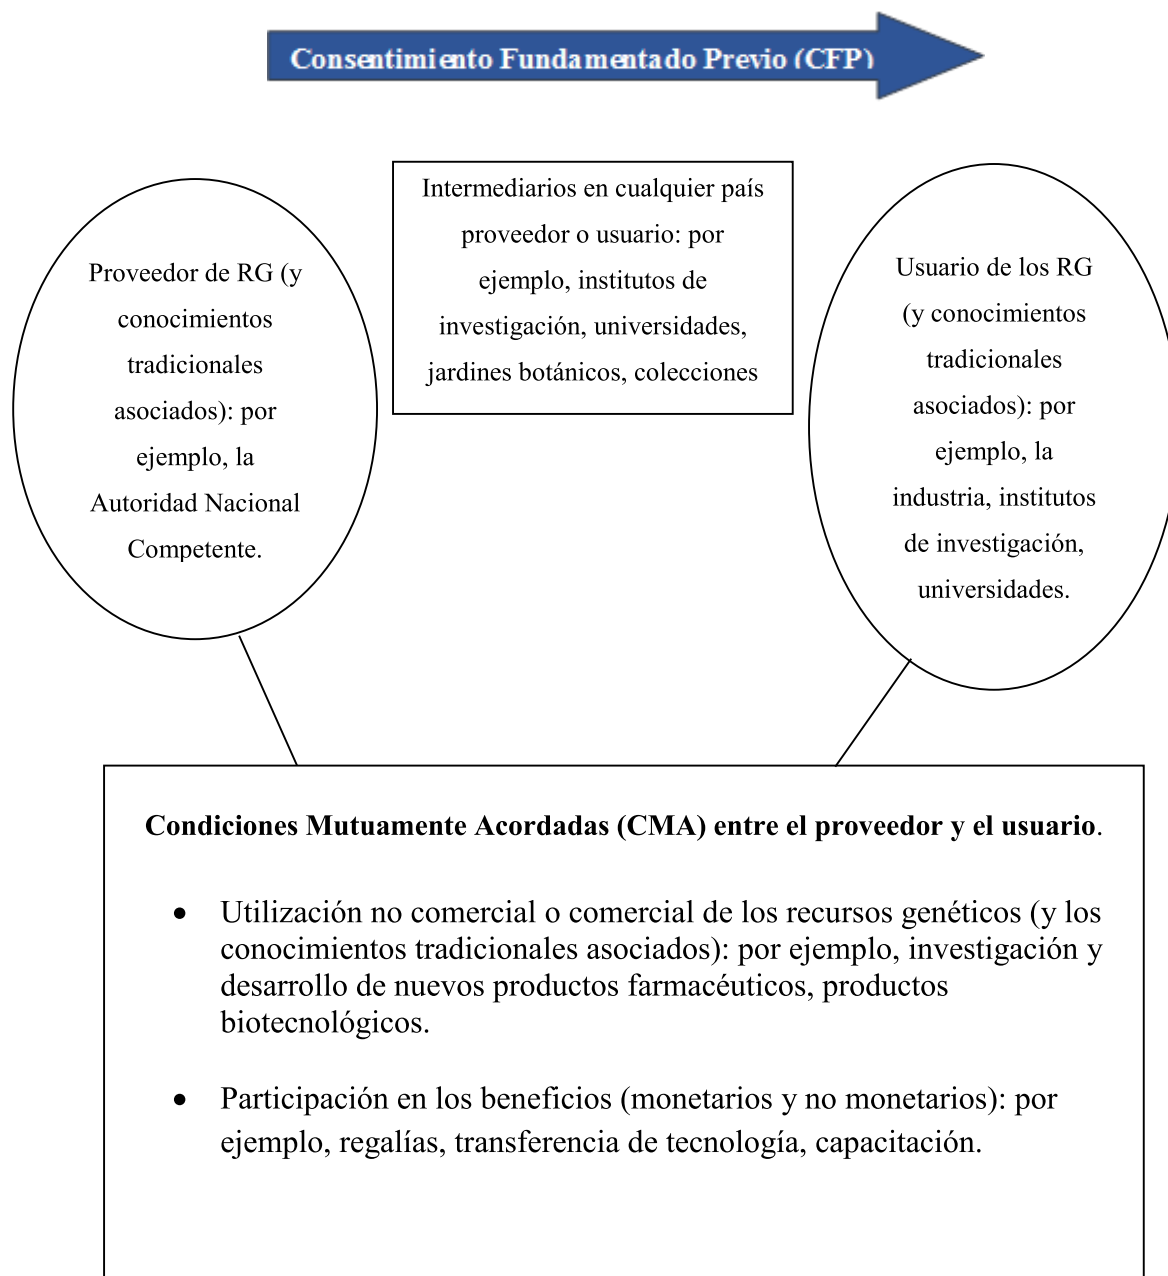 Consentimiento Fundamentado Previo (CFP)
Proveedor de RG (y
conocimientos
tradicionales
asociados): por
ejemplo, la
Autoridad Nacional
Competente.
Intermediarios en cualquier país
proveedor o usuario: por
ejemplo, institutos de
investigación, universidades,
jardines botánicos, colecciones
Usuario de los RG
(y conocimientos
tradicionales
asociados): por
ejemplo, la
industria, institutos
de investigación,
universidades.
Condiciones Mutuamente Acordadas (CMA) entre el proveedor y el usuario.
• Utilización no comercial o comercial de los recursos genéticos (y los
conocimientos tradicionales asociados): por ejemplo, investigación y
desarrollo de nuevos productos farmacéuticos, productos
biotecnológicos.
• Participación en los beneficios (monetarios y no monetarios): por
ejemplo, regalías, transferencia de tecnología, capacitación.